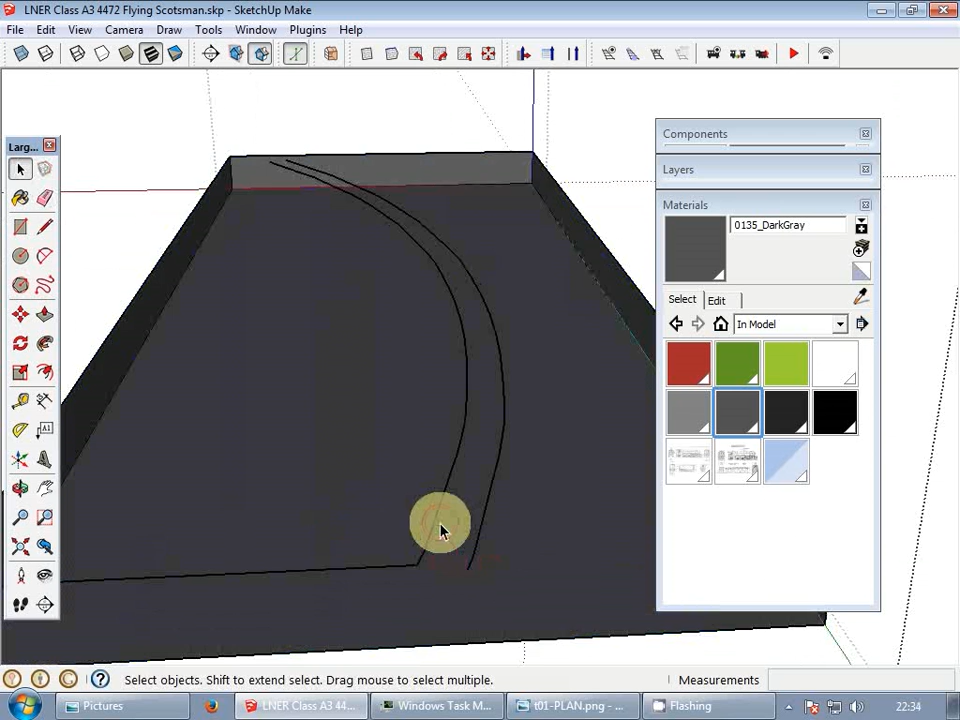 LNER Class A3 4472 Flying Scotsman.skp - SketchUp Make
File Edit View Camera Draw Tools Window Plugins Help
Larg...
Components
Layers
Materials
0135_DarkGray
Select Edit
In Model
A1
Select objects. Shift to extend select. Drag mouse to select multiple.
Measurements
Pictures
LNER Class A3 44...
Windows Task M...
t01-PLAN.png - ...
Flashing
22:34